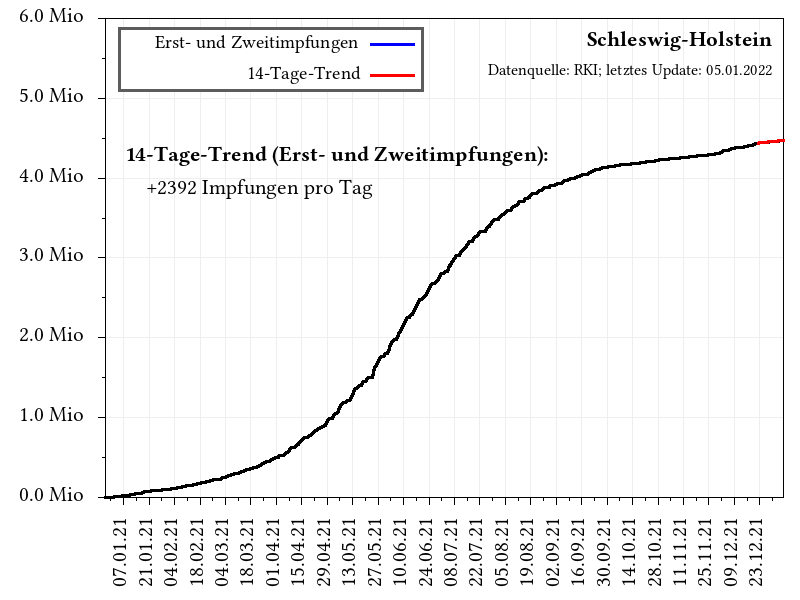 6.0 Mio
5.0 Mio
4.0 Mio
3.0 Mio
2.0 Mio
1.0 Mio
0.0 Mio
Erst- und Zweitimpfungen
14-Tage-Trend
Schleswig-Holstein
Datenquelle: RKI; letztes Update: 05.01.2022
14-Tage-Trend (Erst- und Zweitimpfungen):
+2392 Impfungen pro Tag
07.01.21
21.01.21
04.02.21
18.02.21
04.03.21
18.03.21
01.04.21
15.04.21
29.04.21
13.05.21
27.05.21
10.06.21
24.06.21
08.07.21
22.07.21
05.08.21
19.08.21
02.09.21
16.09.21
30.09.21
14.10.21
28.10.21
11.11.21
25.11.21
09.12.21
23.12.21